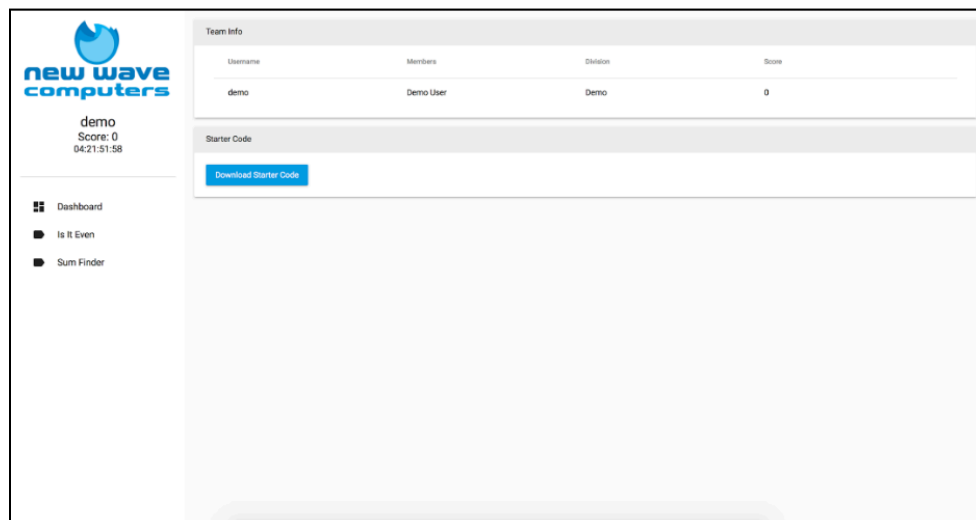 new wave
computers
demo
Score: 0
04:21:51:58
Dashboard
Is It Even
Sum Finder
Team Info
Username Members Division Score
demo Demo User Demo 0
Starter Code
Download Starter Code